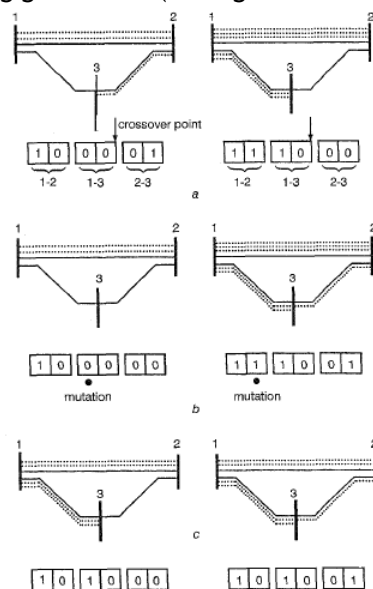 1 2 1 2
3 3
crossover point
1 0 0 0 0 1 1 1 1 0 0 0
1-2 1-3 2-3 1-2 1-3 2-3
a
1 2 1 2
3 3
1 0 0 0 0 0 1 1 1 0 0 1
mutation mutation
b
1 2 1 2
3 3
c
1 0 1 0 0 0 1 0 1 0 0 1